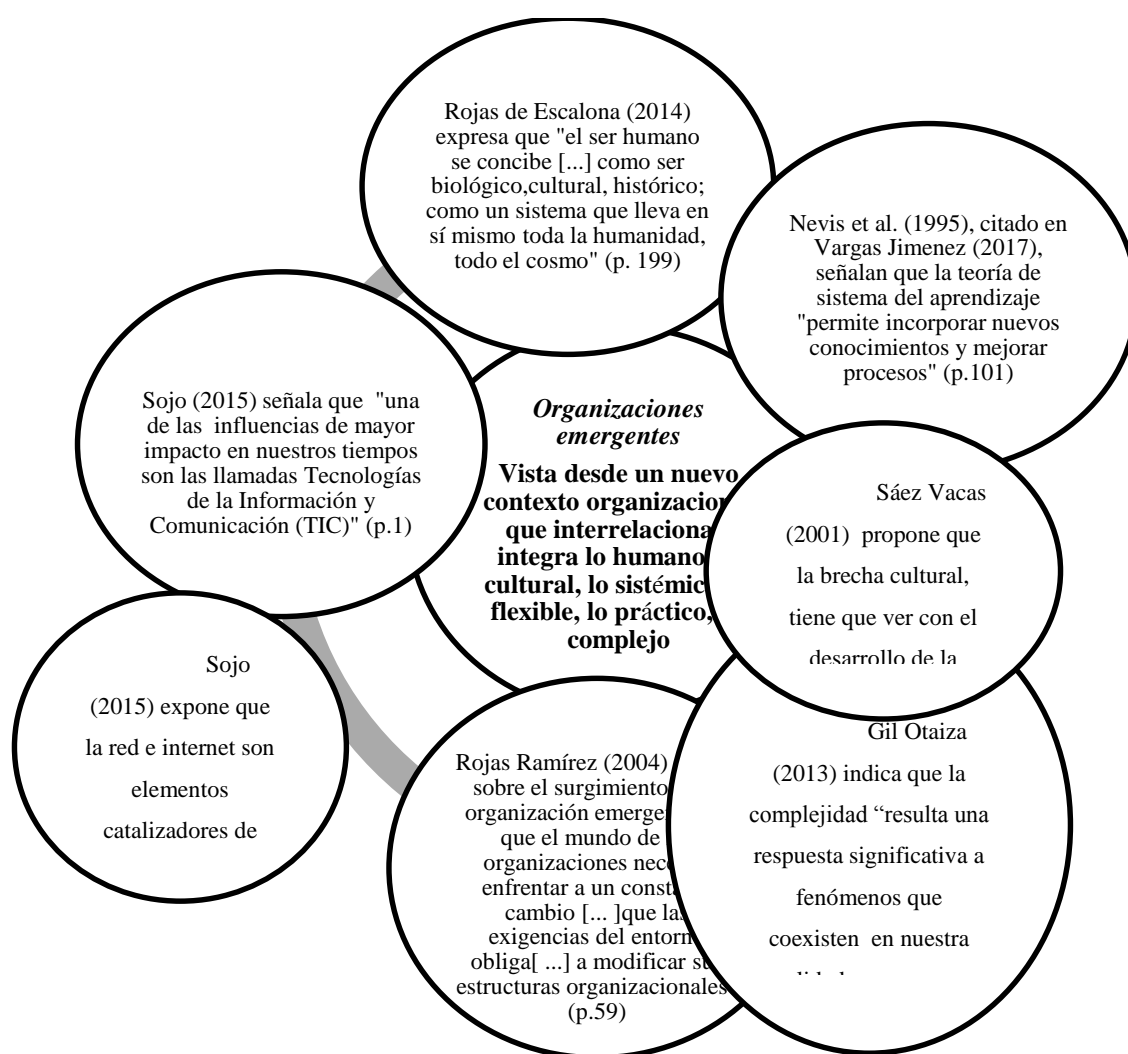 Rojas de Escalona (2014)
expresa que "el ser humano
se concibe [...] como ser
biológico,cultural, histórico;
como un sistema que lleva en
sí mismo toda la humanidad,
todo el cosmo" (p. 199)
Nevis et al. (1995), citado en
Vargas Jimenez (2017),
señalan que la teoría de
sistema del aprendizaje
"permite incorporar nuevos
conocimientos y mejorar
procesos" (p.101)
Sojo (2015) señala que "una
de las influencias de mayor
impacto en nuestros tiempos
son las llamadas Tecnologías
de la Información y
Comunicación (TIC)" (p.1)
Organizaciones
emergentes
Vista desde un nuevo
contexto
que interrelaciona
integra lo humano
cultural, lo
flexible, lo práctico,
complejo
Sáez Vacas
(2001) propone que
la brecha cultural,
tiene que ver con el
desarrollo de la
Sojo
(2015) expone que
la red e internet son
elementos
catalizadores de
Rojas Ramírez (2004)
sobre el surgimiento
organización
que el mundo de
organizaciones
enfrentar a un
cambio [... ]que
exigencias del
obliga[ ...] a modificar
estructuras organizacionales
(p.59)
Gil Otaiza
(2013) indica que la
complejidad “resulta una
respuesta significativa a
fenómenos que
coexisten en nuestra